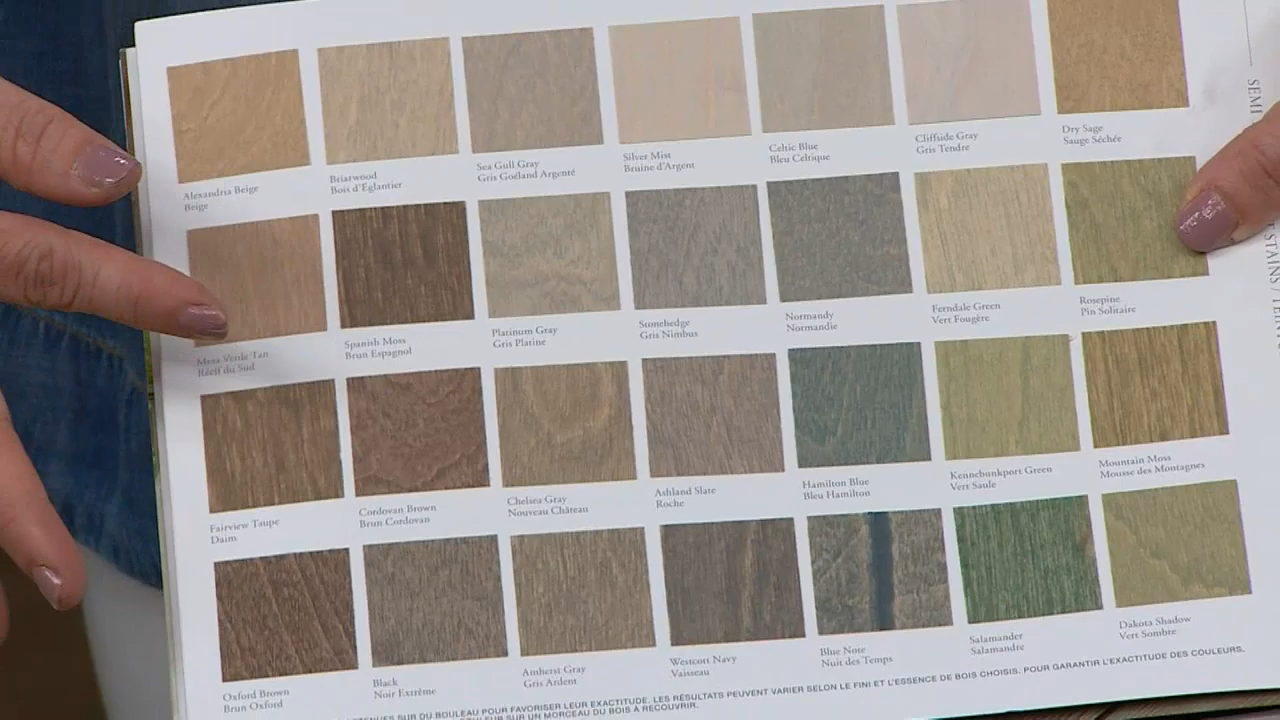 Alexandria Beige
Beige
Briarwood
Bois d'Églantier
Sea Gull Gray
Gris Goéland Argenté
Silver Mist
Bruine d'Argent
Celtic Blue
Bleu Celtique
Cliffside Gray
Gris Tendre
Dry Sage
Sauge Séchée
Mesa Verde Tan
Récif du Sud
Spanish Moss
Brun Espagnol
Platinum Gray
Gris Platine
Stonehedge
Gris Nimbus
Normandy
Normandie
Ferndale Green
Vert Fougère
Rosepine
Pin Solitaire
Fairview Taupe
Daim
Cordovan Brown
Brun Cordovan
Chelsea Gray
Nouveau Château
Ashland Slate
Roche
Hamilton Blue
Bleu Hamilton
Kennebunkport Green
Vert Saule
Mountain Moss
Mousse des Montagnes
Oxford Brown
Brun Oxford
Black
Noir Extrême
Amherst Gray
Gris Ardent
Westcott Navy
Vaisseau
Blue Note
Nuit des Temps
Salamander
Salamandre
Dakota Shadow
Vert Sombre
SUR DU BOULEAU POUR FAVORISER LEUR EXACTITUDE. LES RÉSULTATS PEUVENT VARIER SELON LE FINI ET L'ESSENCE DE BOIS CHOISIS. POUR GARANTIR L'EXACTITUDE DES COULEURS,
SUR UN MORCEAU DU BOIS À RECOUVRIR.
SEMI
STAINS /